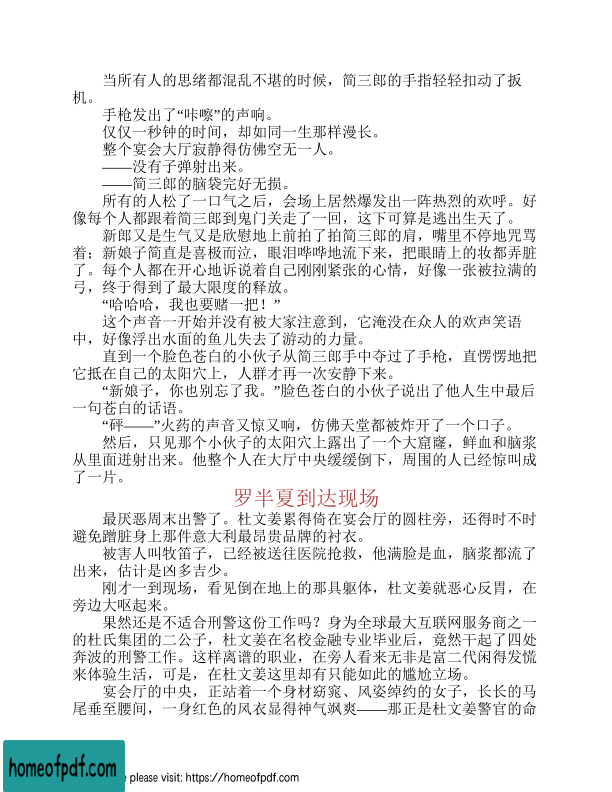 当所有人的思绪都混乱不堪的时候，简三郎的手指轻轻扣动了扳
机。
手枪发出了“咔嚓”的声响。
仅仅一秒钟的时间，却如同一生那样漫长。
整个宴会大厅寂静得仿佛空无一人。
——没有子弹射出来。
——简三郎的脑袋完好无损。
所有的人松了一口气之后，会场上居然爆发出一阵热烈的欢呼。好
像每个人都跟着简三郎到鬼门关走了一回，这下可算是逃出生天了。
新郎又是生气又是欣慰地上前拍了拍简三郎的肩，嘴里不停地咒骂
着；新娘子简直是喜极而泣，眼泪哗哗地流下来，把眼睛上的妆都弄脏
了。每个人都在开心地诉说着自己刚刚紧张的心情，好像一张被拉满的
弓，终于得到了最大限度的释放。
“哈哈哈，我也要赌一把！”
这个声音一开始并没有被大家注意到，它淹没在众人的欢声笑语
中，好像浮出水面的鱼儿失去了游动的力量。
直到一个脸色苍白的小伙子从简三郎手中夺过了手枪，直愣愣地把
它抵在自己的太阳穴上，人群才再一次安静下来。
“新娘子，你也别忘了我。”脸色苍白的小伙子说出了他人生中最后
一句苍白的话语。
“砰——”火药的声音又惊又响，仿佛天堂都被炸开了一个口子。
然后，只见那个小伙子的太阳穴上露出了一个大窟窿，鲜血和脑浆
从里面迸射出来。他整个人在大厅中央缓缓倒下，周围的人已经惊叫成
了一片。
罗半夏到达现场
最厌恶周末出警了。杜文姜累得倚在宴会厅的圆柱旁，还得时不时
避免蹭脏身上那件意大利最昂贵品牌的衬衣。
被害人叫牧笛子，已经被送往医院抢救，他满脸是血，脑浆都流了
出来，估计是凶多吉少。
刚才一到现场，看见倒在地上的那具躯体，杜文姜就恶心反胃，在
旁边大呕起来。
果然还是不适合刑警这份工作吗？身为全球最大互联网服务商之一
的杜氏集团的二公子，杜文姜在名校金融专业毕业后，竟然干起了四处
奔波的刑警工作。这样离谱的职业，在旁人看来无非是富二代闲得发慌
来体验生活，可是，在杜文姜这里却有只能如此的尴尬立场。
宴会厅的中央，正站着一个身材窈窕、风姿绰约的女子，长长的马
尾垂至腰间，一身红色的风衣显得神气飒爽——那正是杜文姜警官的命
homeofpdf.com
please visit: https://homeofpdf.com